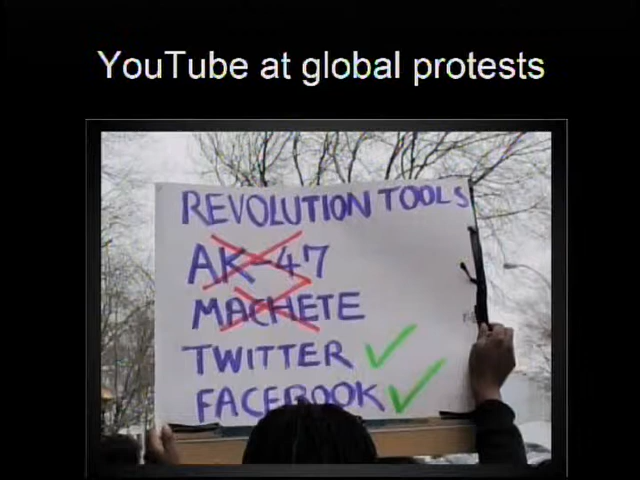 YouTube at global protests
REVOLUTION TOOLS
AK-47
MACHETE
TWITTER
FACEBOOK